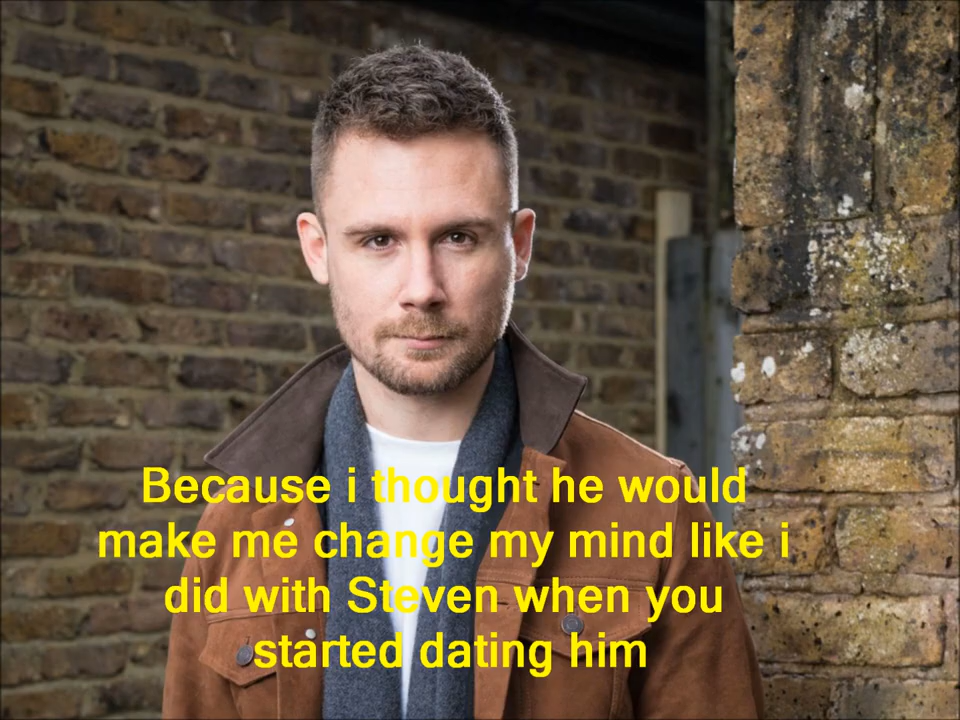 Because i thought he would
make me change my mind like i
did with Steven when you
started dating him